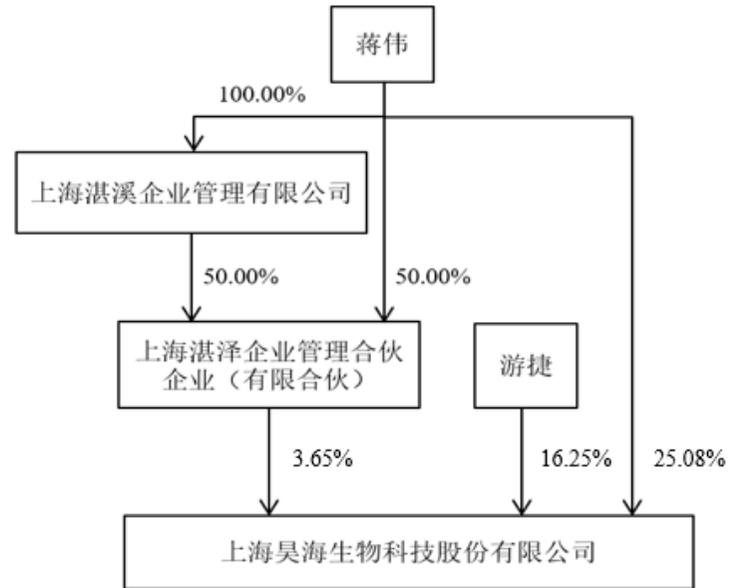 蒋伟
100.00%
上海湛溪企业管理有限公司
50.00%
50.00%
上海湛泽企业管理合伙
企业（有限合伙）
游捷
3.65%
16.25%
25.08%
上海昊海生物科技股份有限公司